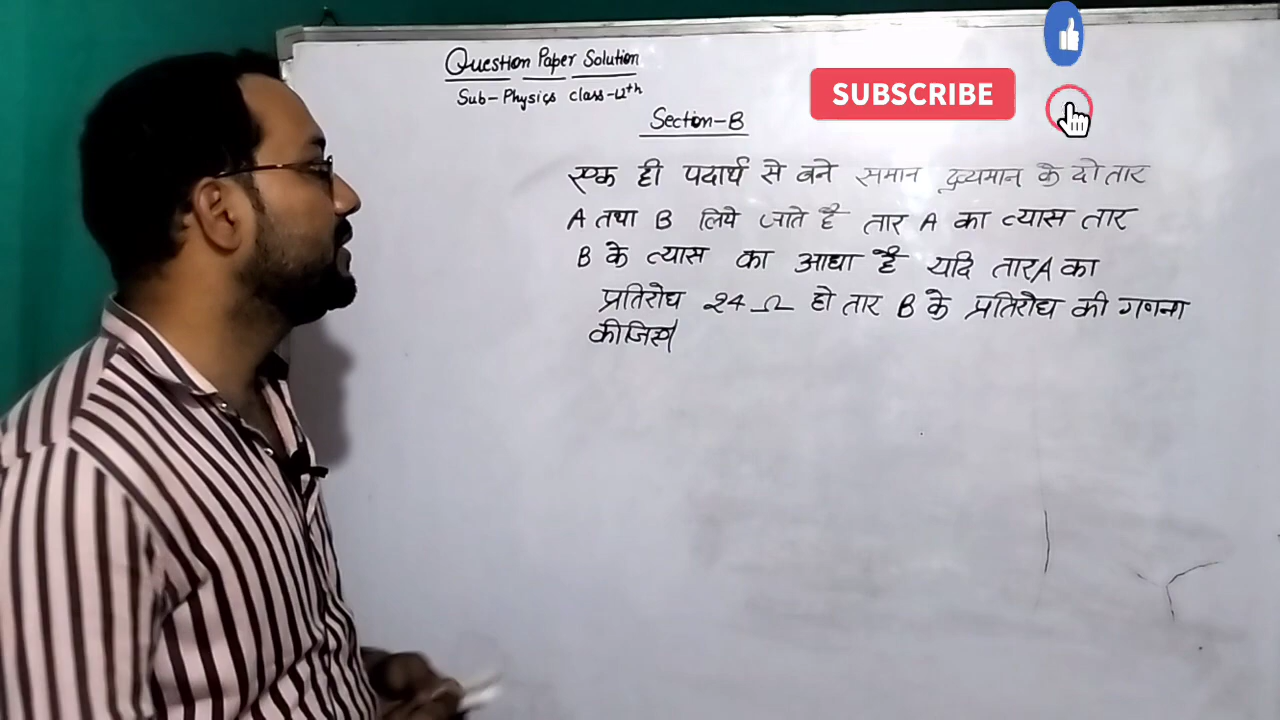 Question Paper Solution
Sub-Physics class-12th
SUBSCRIBE
Section-B
एक ही पदार्थ से बने समान द्रव्यमान के दो तार
A तथा B लिये जाते है तार A का व्यास तार
B के व्यास का आधा है यदि तार A का
प्रतिरोध 24 Ω हो तार B के प्रतिरोध की गणना
कीजिए